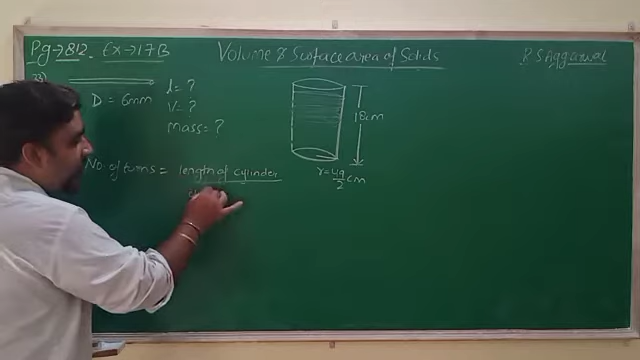 Pg→812. Ex→17B
Volume & Surface area of Solids
R S Aggarwal
D = 6mm
l = ?
V = ?
Mass = ?
18cm
r = 49/2 cm
No. of turns = length of cylinder